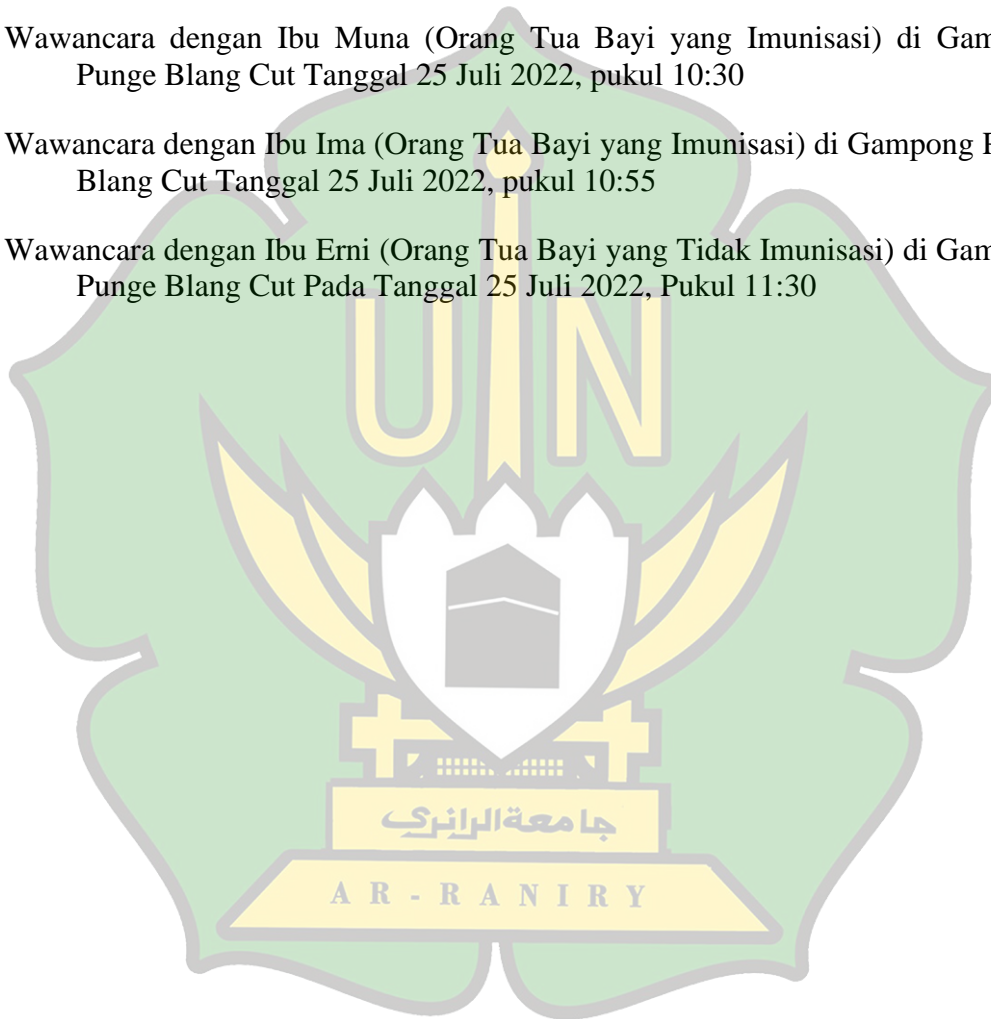 Wawancara dengan Ibu Muna (Orang Tua Bayi yang Imunisasi) di Gam
Punge Blang Cut Tanggal 25 Juli 2022, pukul 10:30
Wawancara dengan Ibu Ima (Orang Tua Bayi yang Imunisasi) di Gampong
Blang Cut Tanggal 25 Juli 2022, pukul 10:55
Wawancara dengan Ibu Erni (Orang Tua Bayi yang Tidak Imunisasi) di Gam
Punge Blang Cut Pada Tanggal 25 Juli 2022, Pukul 11:30
UIN
جامعة الرانري
AR-RANIRY